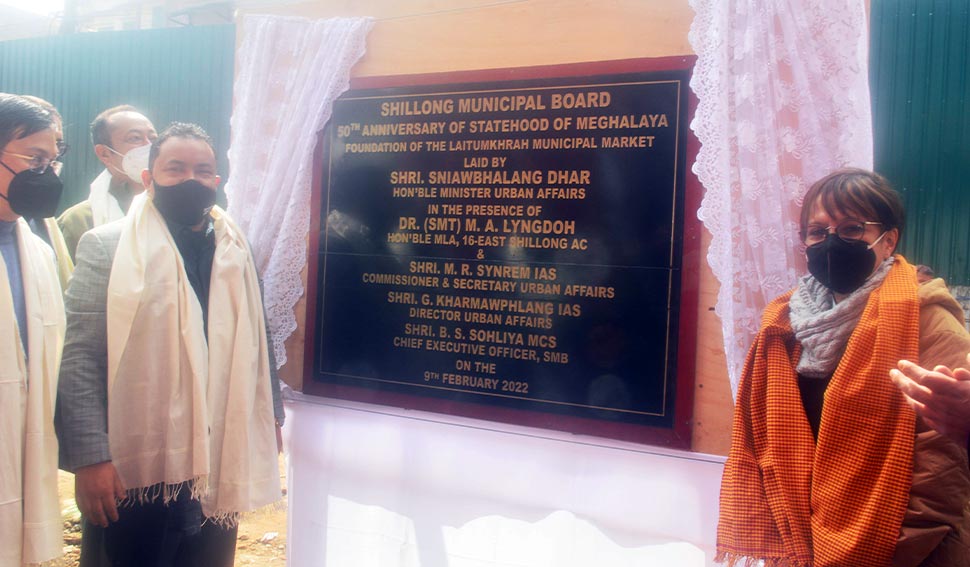 SHILLONG MUNICIPAL BOARD
50TH ANNIVERSARY OF STATEHOOD OF MEGHALAYA
FOUNDATION OF THE LAITUMKHRAH MUNICIPAL MARKET
LAID BY
SHRI. SNIAWBHALANG DHAR
HON'BLE MINISTER URBAN AFFAIRS
IN THE PRESENCE OF
DR. (SMT) M. A. LYNGDOH
HON'BLE MLA, 16-EAST SHILLONG AC
&
SHRI. M. R. SYNREM IAS
COMMISSIONER & SECRETARY URBAN AFFAIRS
SHRI. G. KHARMAWPHLANG IAS
DIRECTOR URBAN AFFAIRS
SHRI. B. S. SOHLIYA MCS
CHIEF EXECUTIVE OFFICER, SMB
ON THE
9TH FEBRUARY 2022